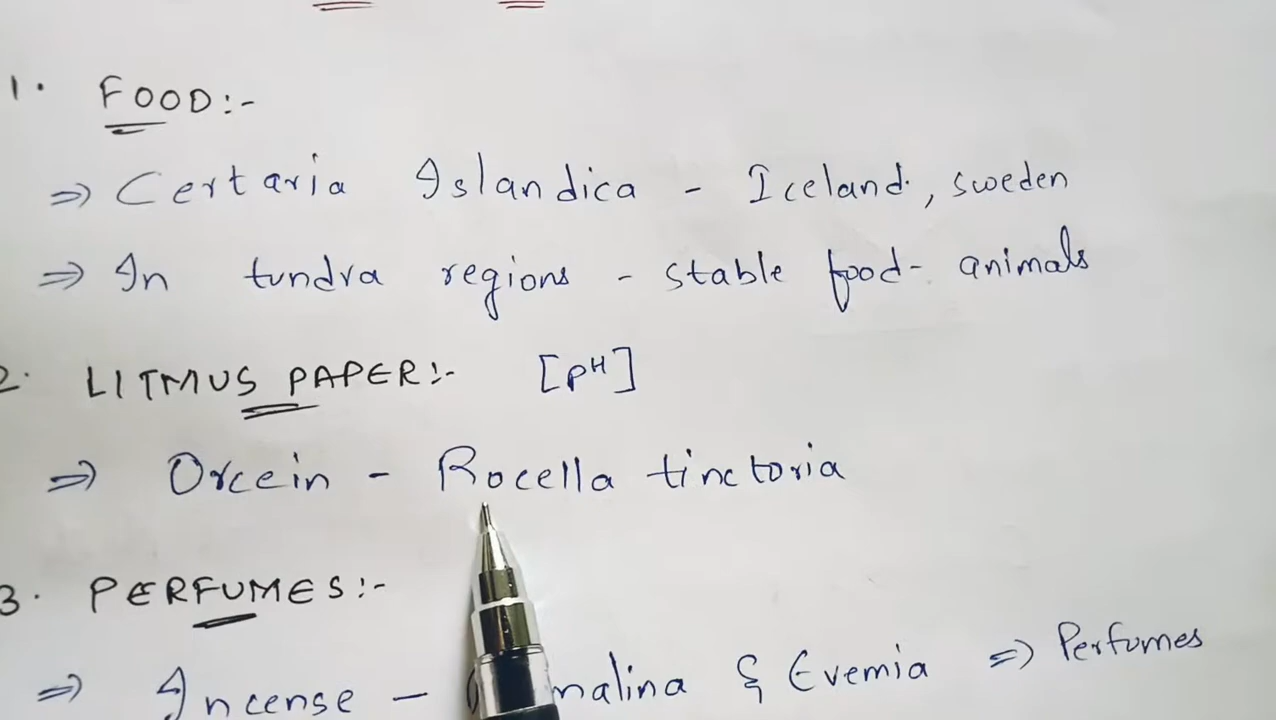 1. FOOD:-
⇒ Certaria Islandica - Iceland, sweden
⇒ In tundra regions - stable food - animals
2. LITMUS PAPER:- [pH]
⇒ Orcein - Rocella tinctoria
3. PERFUMES:-
⇒ Incense - & Evemia ⇒ Perfumes